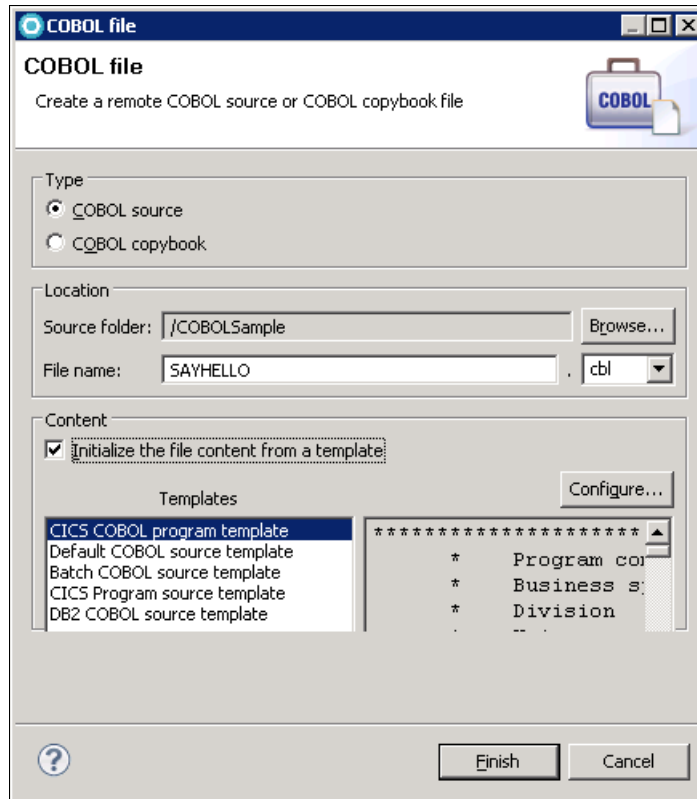 COBOL file
COBOL file
Create a remote COBOL source or COBOL copybook file
COBOL
Type
COBOL source
COBOL copybook
Location
Source folder: /COBOLSample Browse...
File name: SAYHELLO . cbl
Content
Initialize the file content from a template
Configure...
Templates
CICS COBOL program template
Default COBOL source template
Batch COBOL source template
CICS Program source template
DB2 COBOL source template
**********************
* Program
* Business
* Division
?
Finish Cancel